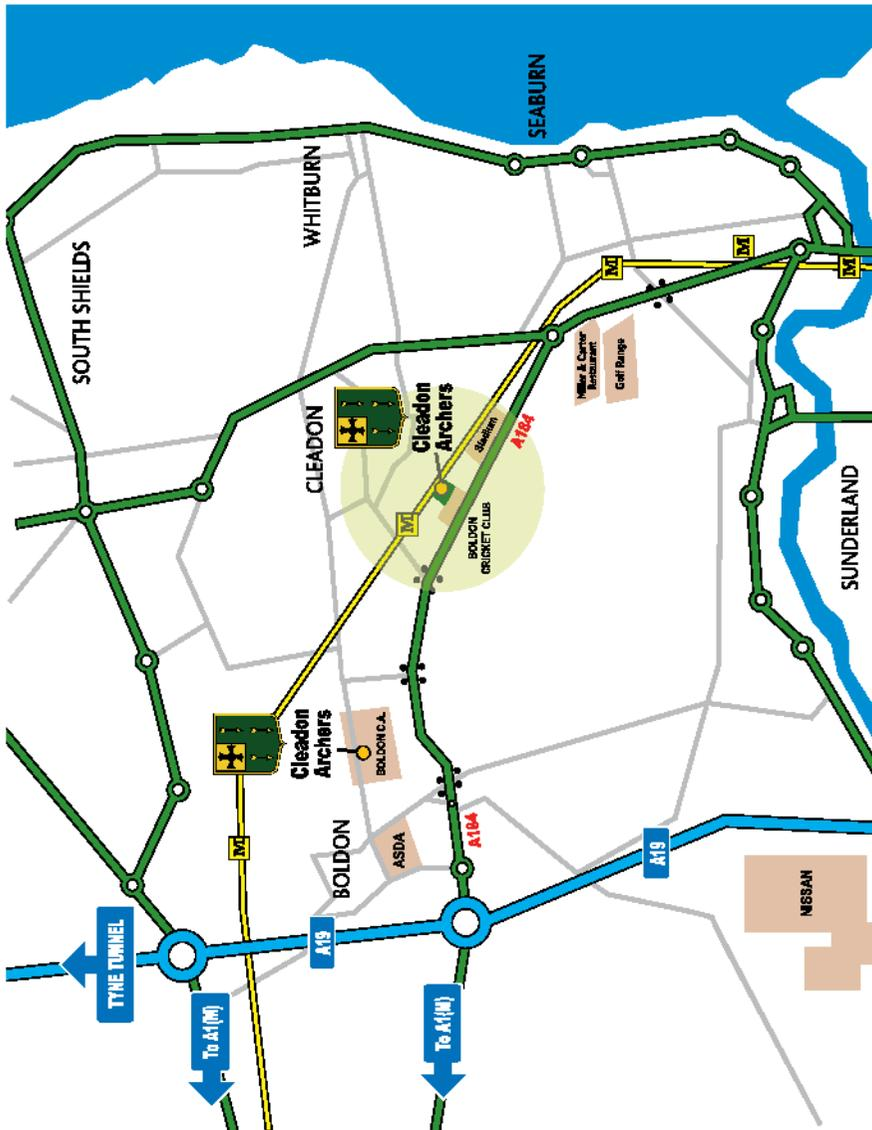 SEABURN
WHITBURN
SOUTH SHIELDS
M
M
M
Miller & Carter
Restaurant
Golf Range
CLEADON
Cleadon
Archers
Stadium
A184
M
BOLDON
CRICKET CLUB
SUNDERLAND
Cleadon
Archers
BOLDON C.A.
BOLDON
ASDA
A184
M
A19
A19
NISSAN
TYNE TUNNEL
To A1(M)
To A1(M)